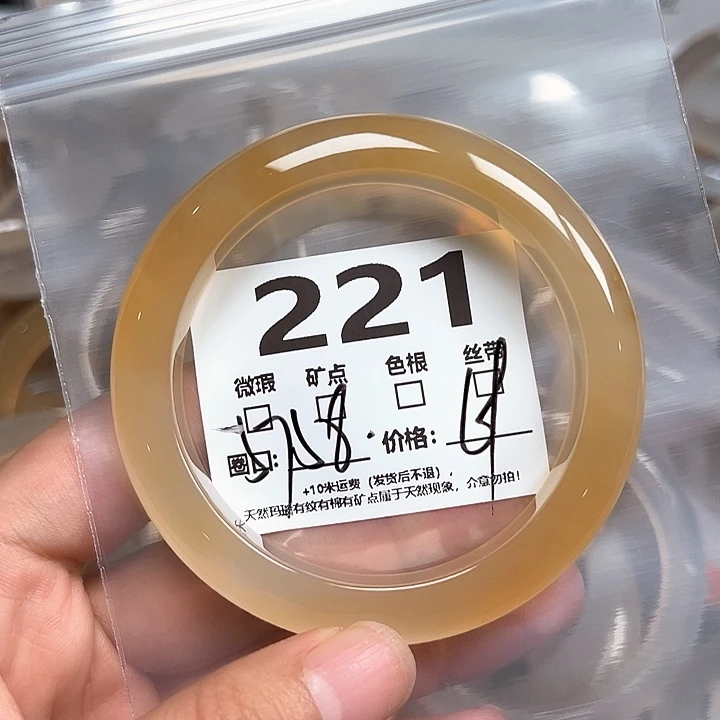 221
微瑕 矿点 色根 丝带
圈口: 价格:
+10米运费（发货后不退），
天然玛瑙有纹有棉有矿点属于天然现象，介意勿拍！